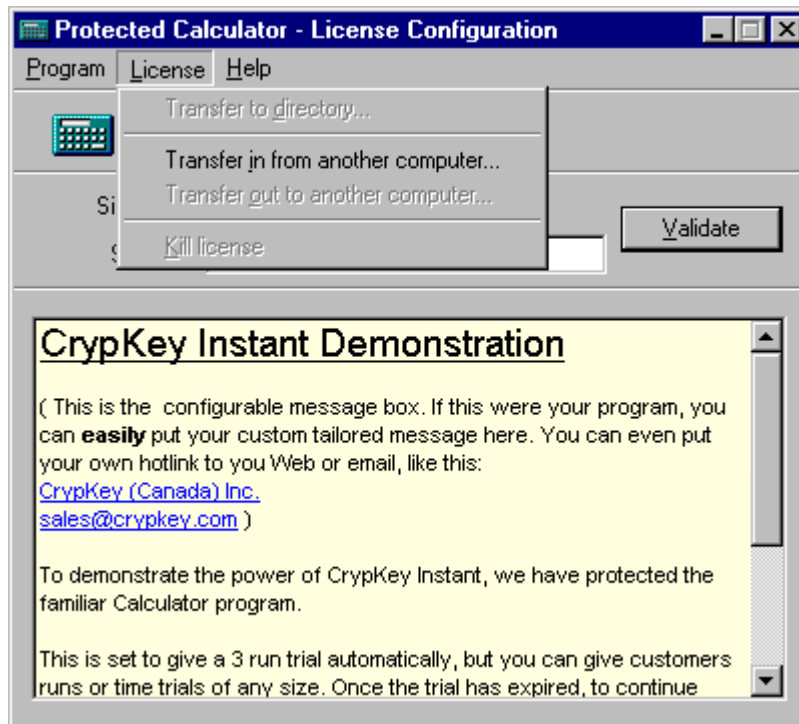 Protected Calculator - License Configuration
Program License Help
Transfer to directory...
Transfer in from another computer...
Transfer out to another computer...
Kill license
Si
Validate
CrypKey Instant Demonstration
( This is the configurable message box. If this were your program, you
can easily put your custom tailored message here. You can even put
your own hotlink to you Web or email, like this:
CrypKey (Canada) Inc.
sales@crypkey.com )
To demonstrate the power of CrypKey Instant, we have protected the
familiar Calculator program.
This is set to give a 3 run trial automatically, but you can give customers
runs or time trials of any size. Once the trial has expired, to continue